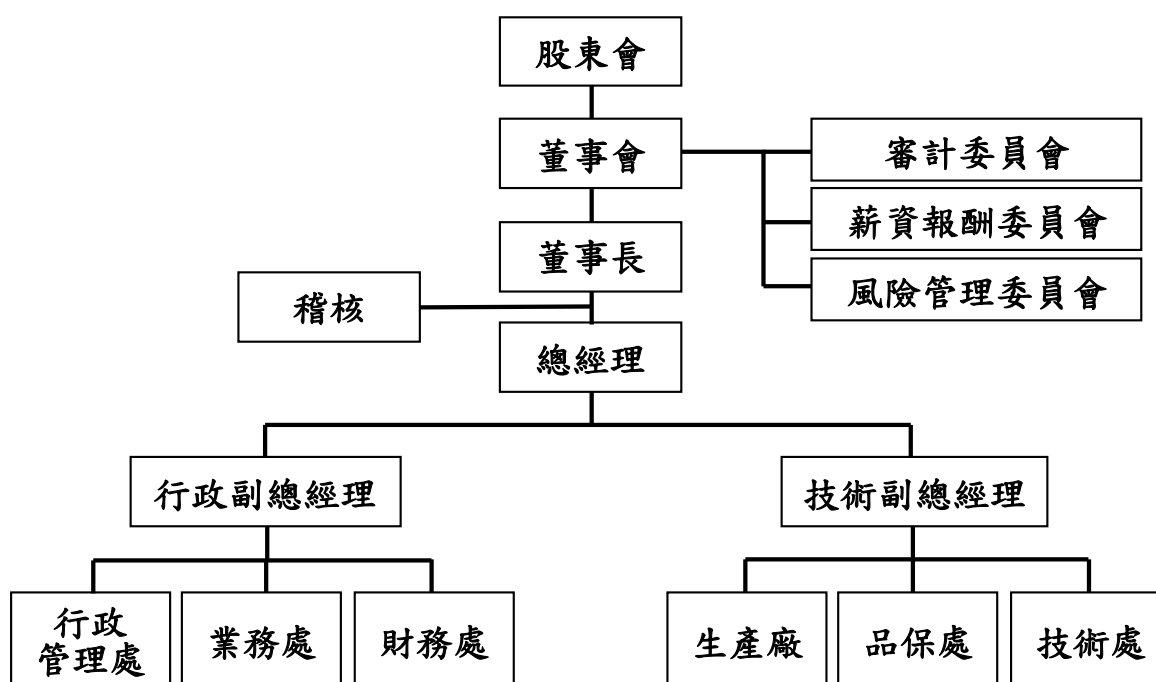 股東會
董事會
審計委員會
薪資報酬委員會
董事長
風險管理委員會
稽核
總經理
行政副總經理
技術副總經理
行政
管理處
業務處
財務處
生產廠
品保處
技術處